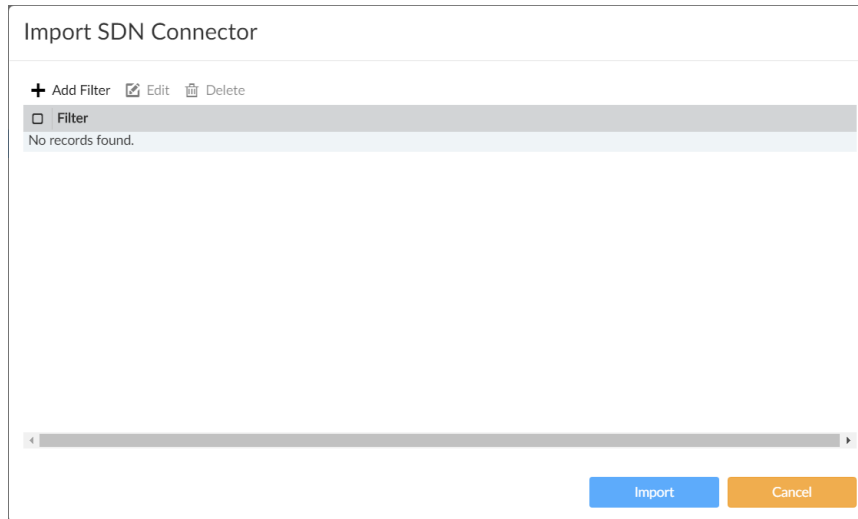 Import SDN Connector
Add Filter Edit Delete
Filter
No records found.
Import Cancel